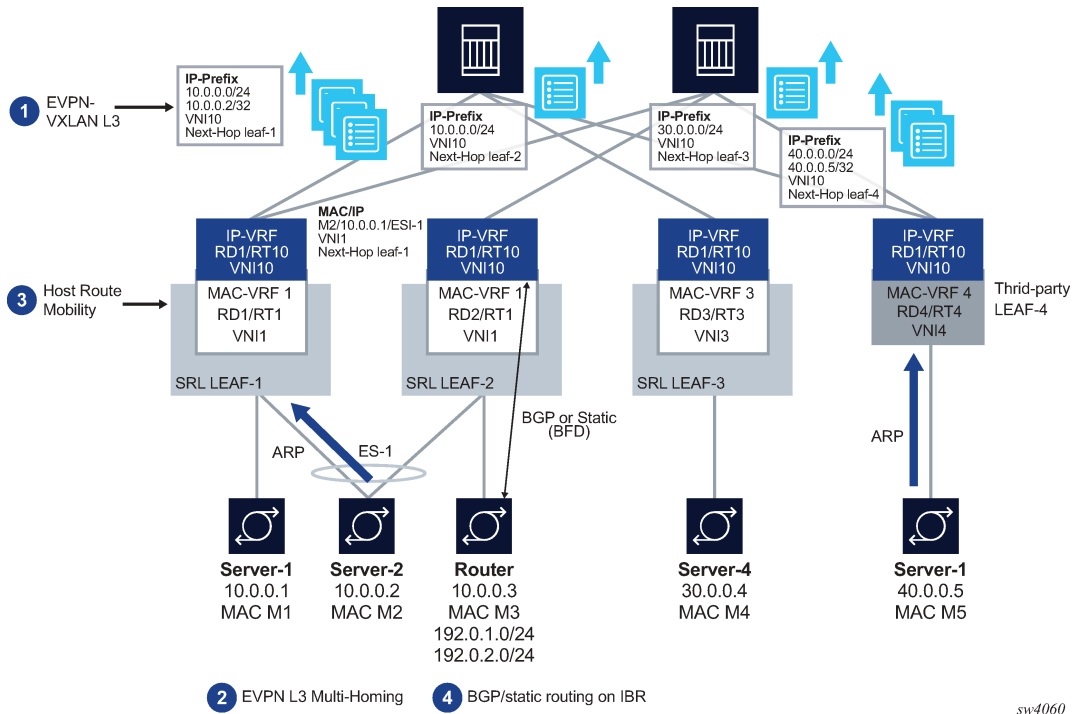 1
EVPN-
VXLAN L3
IP-Prefix
10.0.0.0/24
10.0.0.2/32
VNI10
Next-Hop leaf-1
IP-Prefix
10.0.0.0/24
VNI10
Next-Hop leaf-2
IP-Prefix
30.0.0.0/24
VNI10
Next-Hop leaf-3
IP-Prefix
40.0.0.0/24
40.0.0.5/32
VNI10
Next-Hop leaf-4
MAC/IP
M2/10.0.0.1/ESI-1
VNI1
Next-Hop leaf-1
IP-VRF
RD1/RT10
VNI10
IP-VRF
RD1/RT10
VNI10
IP-VRF
RD1/RT10
VNI10
IP-VRF
RD1/RT10
VNI10
3
Host Route
Mobility
MAC-VRF 1
RD1/RT1
VNI1
SRL LEAF-1
MAC-VRF 1
RD2/RT1
VNI1
SRL LEAF-2
MAC-VRF 3
RD3/RT3
VNI3
SRL LEAF-3
MAC-VRF 4
RD4/RT4
VNI4
Thrid-party
LEAF-4
BGP or Static
(BFD)
ARP
ES-1
ARP
Server-1
10.0.0.1
MAC M1
Server-2
10.0.0.2
MAC M2
Router
10.0.0.3
MAC M3
192.0.1.0/24
192.0.2.0/24
Server-4
30.0.0.4
MAC M4
Server-1
40.0.0.5
MAC M5
2
EVPN L3 Multi-Homing
4
BGP/static routing on IBR
sw4060